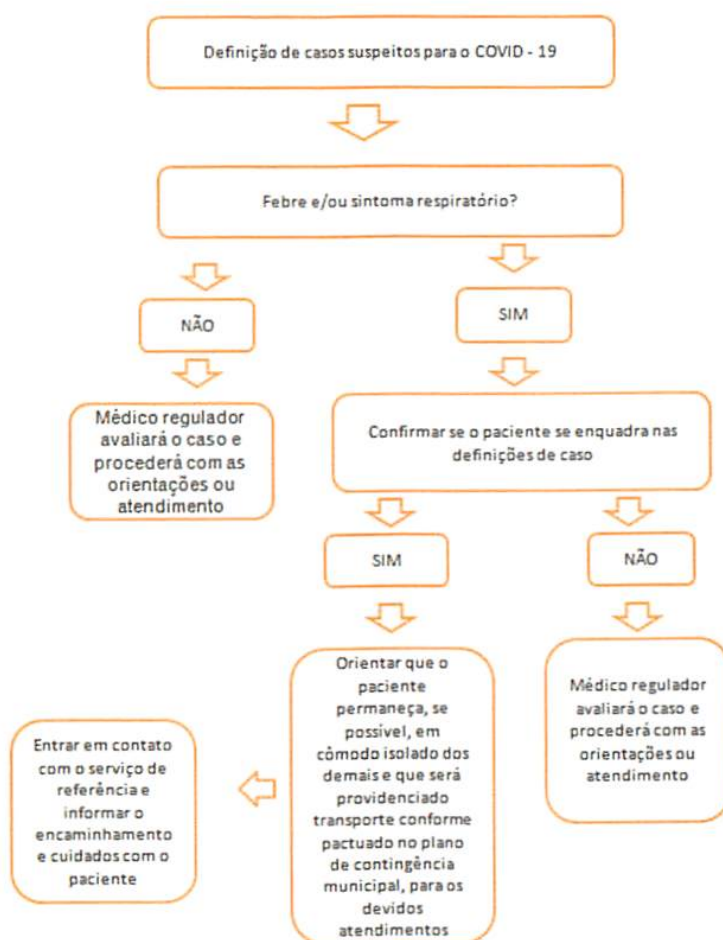 Definição de casos suspeitos para o COVID - 19
Febre e/ou sintoma respiratório?
NÃO
SIM
Médico regulador
avaliará o caso e
procederá com as
orientações ou
atendimento
Confirmar se o paciente se enquadra nas
definições de caso
SIM
NÃO
Orientar que o
paciente
permaneça, se
possível, em
cômodo isolado dos
demais e que será
providenciado
transporte conforme
pactuado no plano
de contingência
municipal, para os
devidos
atendimentos
Médico regulador
avaliará o caso e
procederá com as
orientações ou
atendimento
Entrar em contato
com o serviço de
referência e
informar o
encaminhamento
e cuidados com o
paciente